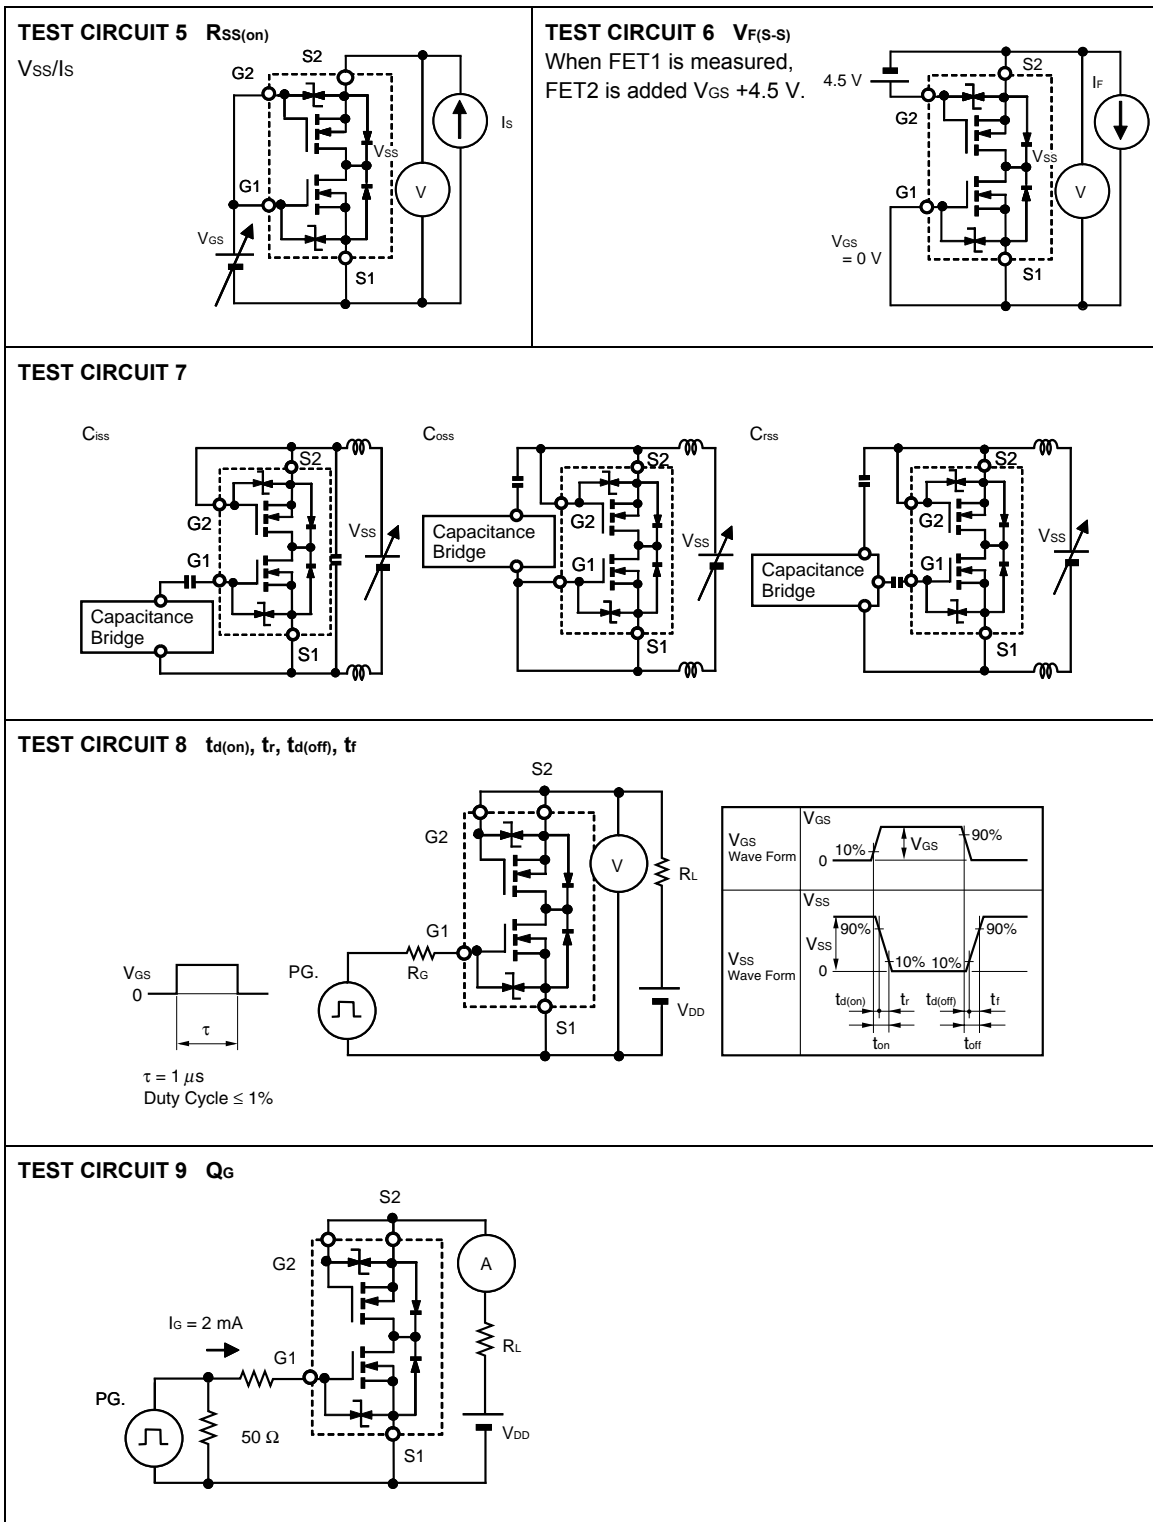 TEST CIRCUIT 5 RSS(on)
VSS/IS
S2
G2
IS
VSS
G1
V
VGS
S1
TEST CIRCUIT 6 VF(S-S)
When FET1 is measured,
FET2 is added VGS +4.5 V.
4.5 V
S2
IF
G2
VSS
G1
V
VGS
= 0 V
S1
TEST CIRCUIT 7
Ciss
S2
G2
VSS
G1
Capacitance
Bridge
S1
Coss
S2
G2
Capacitance
Bridge
VSS
G1
S1
Crss
S2
G2
VSS
G1
Capacitance
Bridge
S1
TEST CIRCUIT 8 td(on), tr, td(off), tf
S2
G2
V
RL
G1
PG.
RG
VGS
0
VDD
S1
τ
τ = 1 μs
Duty Cycle ≤ 1%
VGS
Wave Form
VGS
10%
0
VGS
90%
VSS
Wave Form
VSS
90%
VSS
0
10%
10%
90%
td(on)
tr
td(off)
tf
ton
toff
TEST CIRCUIT 9 QG
S2
G2
A
IG = 2 mA
RL
G1
PG.
50 Ω
VDD
S1